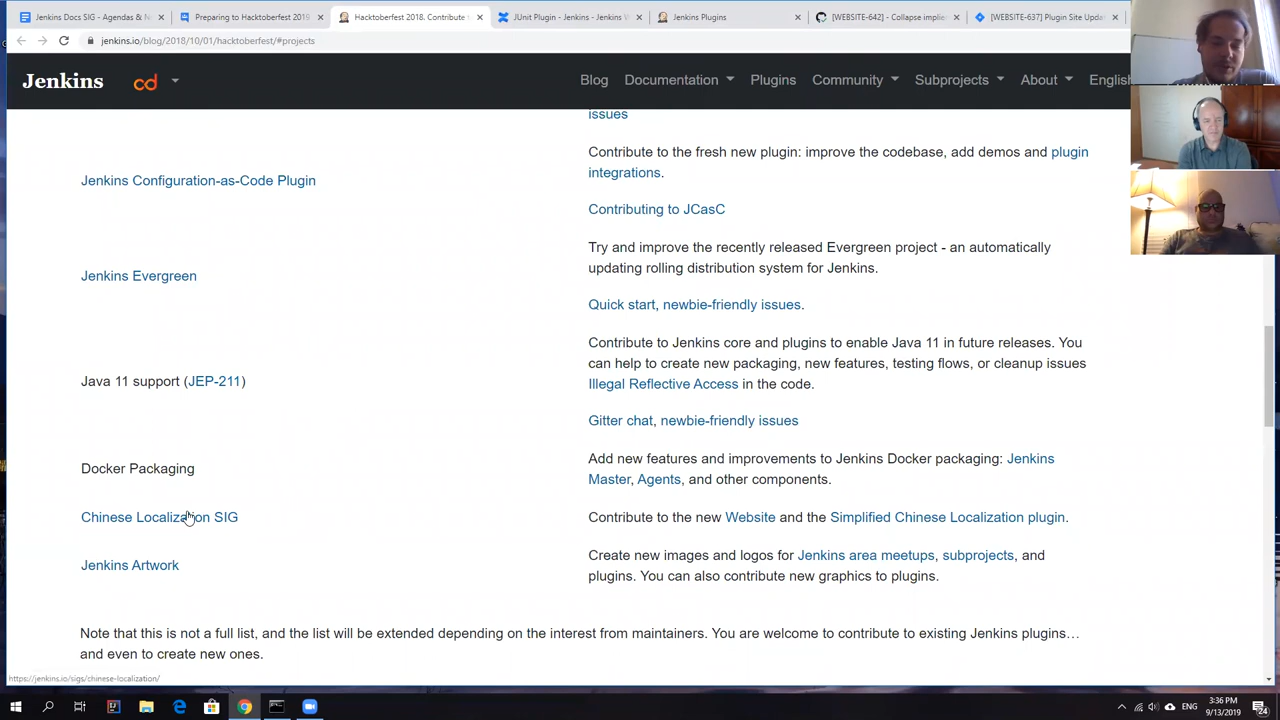 Jenkins Docs SIG - Agendas & N
Preparing to Hacktoberfest 2019
Hacktoberfest 2018. Contribute
JUnit Plugin - Jenkins - Jenkins W
Jenkins Plugins
[WEBSITE-642] - Collapse implie
[WEBSITE-637] Plugin Site Upda
jenkins.io/blog/2018/10/01/hacktoberfest/#projects
Jenkins
cd
Blog
Documentation
Plugins
Community
Subprojects
About
English
issues
Jenkins Configuration-as-Code Plugin
Contribute to the fresh new plugin: improve the codebase, add demos and plugin
integrations.
Contributing to JCasC
Jenkins Evergreen
Try and improve the recently released Evergreen project - an automatically
updating rolling distribution system for Jenkins.
Quick start, newbie-friendly issues.
Java 11 support (JEP-211)
Contribute to Jenkins core and plugins to enable Java 11 in future releases. You
can help to create new packaging, new features, testing flows, or cleanup issues
Illegal Reflective Access in the code.
Gitter chat, newbie-friendly issues
Docker Packaging
Add new features and improvements to Jenkins Docker packaging: Jenkins
Master, Agents, and other components.
Chinese Localization SIG
Contribute to the new Website and the Simplified Chinese Localization plugin.
Jenkins Artwork
Create new images and logos for Jenkins area meetups, subprojects, and
plugins. You can also contribute new graphics to plugins.
Note that this is not a full list, and the list will be extended depending on the interest from maintainers. You are welcome to contribute to existing Jenkins plugins…
and even to create new ones.
https://jenkins.io/sigs/chinese-localization/
ENG
3:36 PM
9/13/2019
24